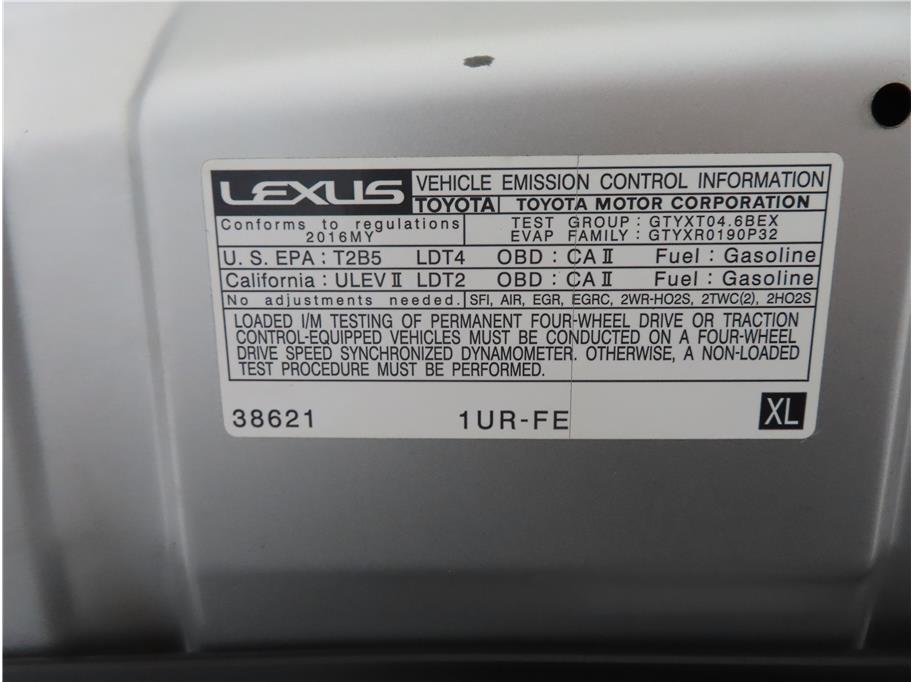 LEXUS VEHICLE EMISSION CONTROL INFORMATION
TOYOTA TOYOTA MOTOR CORPORATION
Conforms to regulations
2016MY
TEST GROUP : GTYXT04.6BEX
EVAP FAMILY : GTYXR0190P32
U. S. EPA : T2B5 LDT4 OBD : CA II Fuel : Gasoline
California : ULEV II LDT2 OBD : CA II Fuel : Gasoline
No adjustments needed. SFI, AIR, EGR, EGRC, 2WR-HO2S, 2TWC(2), 2HO2S
LOADED I/M TESTING OF PERMANENT FOUR-WHEEL DRIVE OR TRACTION
CONTROL-EQUIPPED VEHICLES MUST BE CONDUCTED ON A FOUR-WHEEL
DRIVE SPEED SYNCHRONIZED DYNAMOMETER. OTHERWISE, A NON-LOADED
TEST PROCEDURE MUST BE PERFORMED.
38621 1UR-FE XL